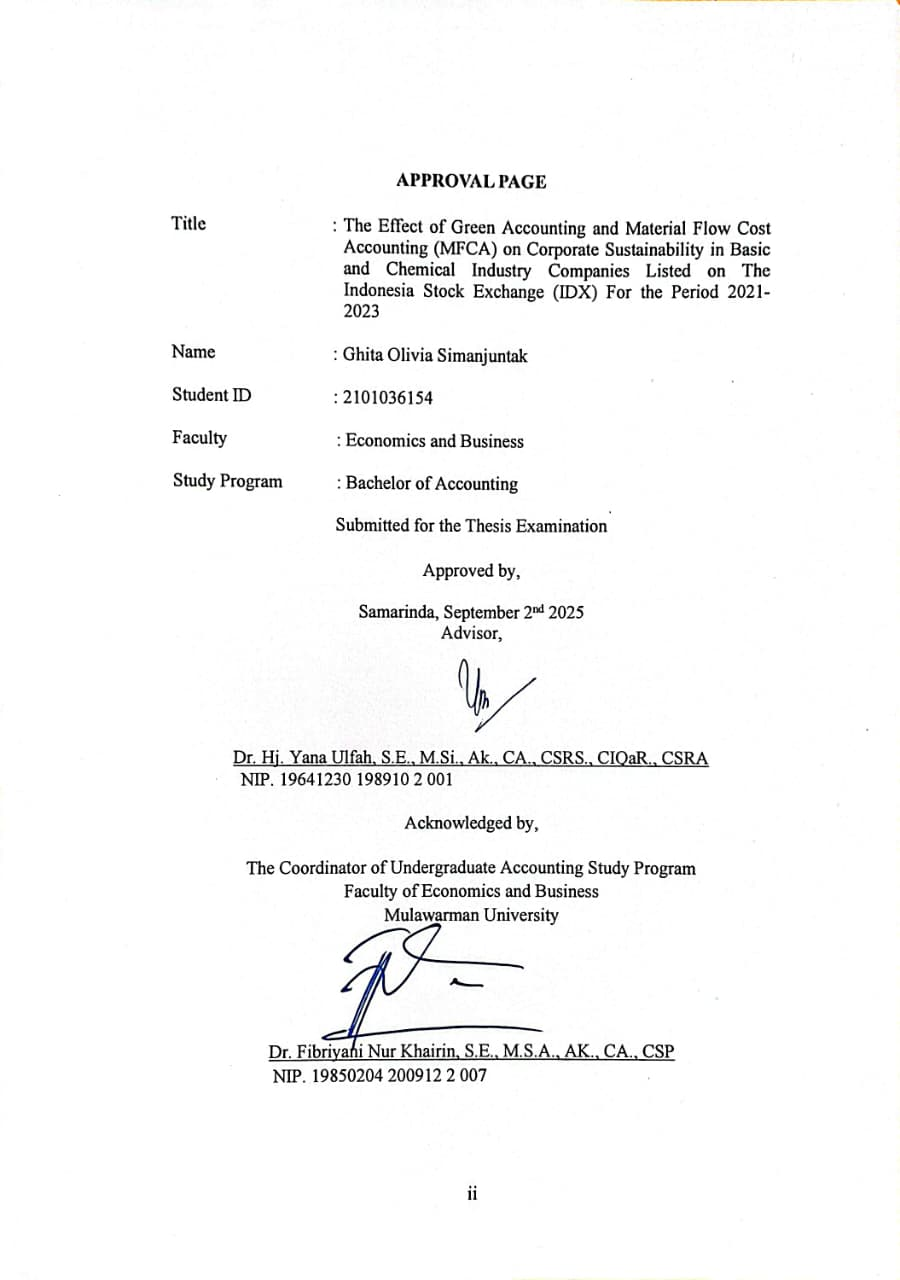 APPROVAL PAGE
Title : The Effect of Green Accounting and Material Flow Cost
Accounting (MFCA) on Corporate Sustainability in Basic
and Chemical Industry Companies Listed on The
Indonesia Stock Exchange (IDX) For the Period 2021-
2023
Name : Ghita Olivia Simanjuntak
Student ID : 2101036154
Faculty : Economics and Business
Study Program : Bachelor of Accounting
Submitted for the Thesis Examination
Approved by,
Samarinda, September 2nd 2025
Advisor,
Dr. Hj. Yana Ulfah, S.E., M.Si., Ak., CA., CSRS., CIQaR., CSRA
NIP. 19641230 198910 2 001
Acknowledged by,
The Coordinator of Undergraduate Accounting Study Program
Faculty of Economics and Business
Mulawarman University
Dr. Fibriyani Nur Khairin, S.E., M.S.A., AK., CA., CSP
NIP. 19850204 200912 2 007
ii